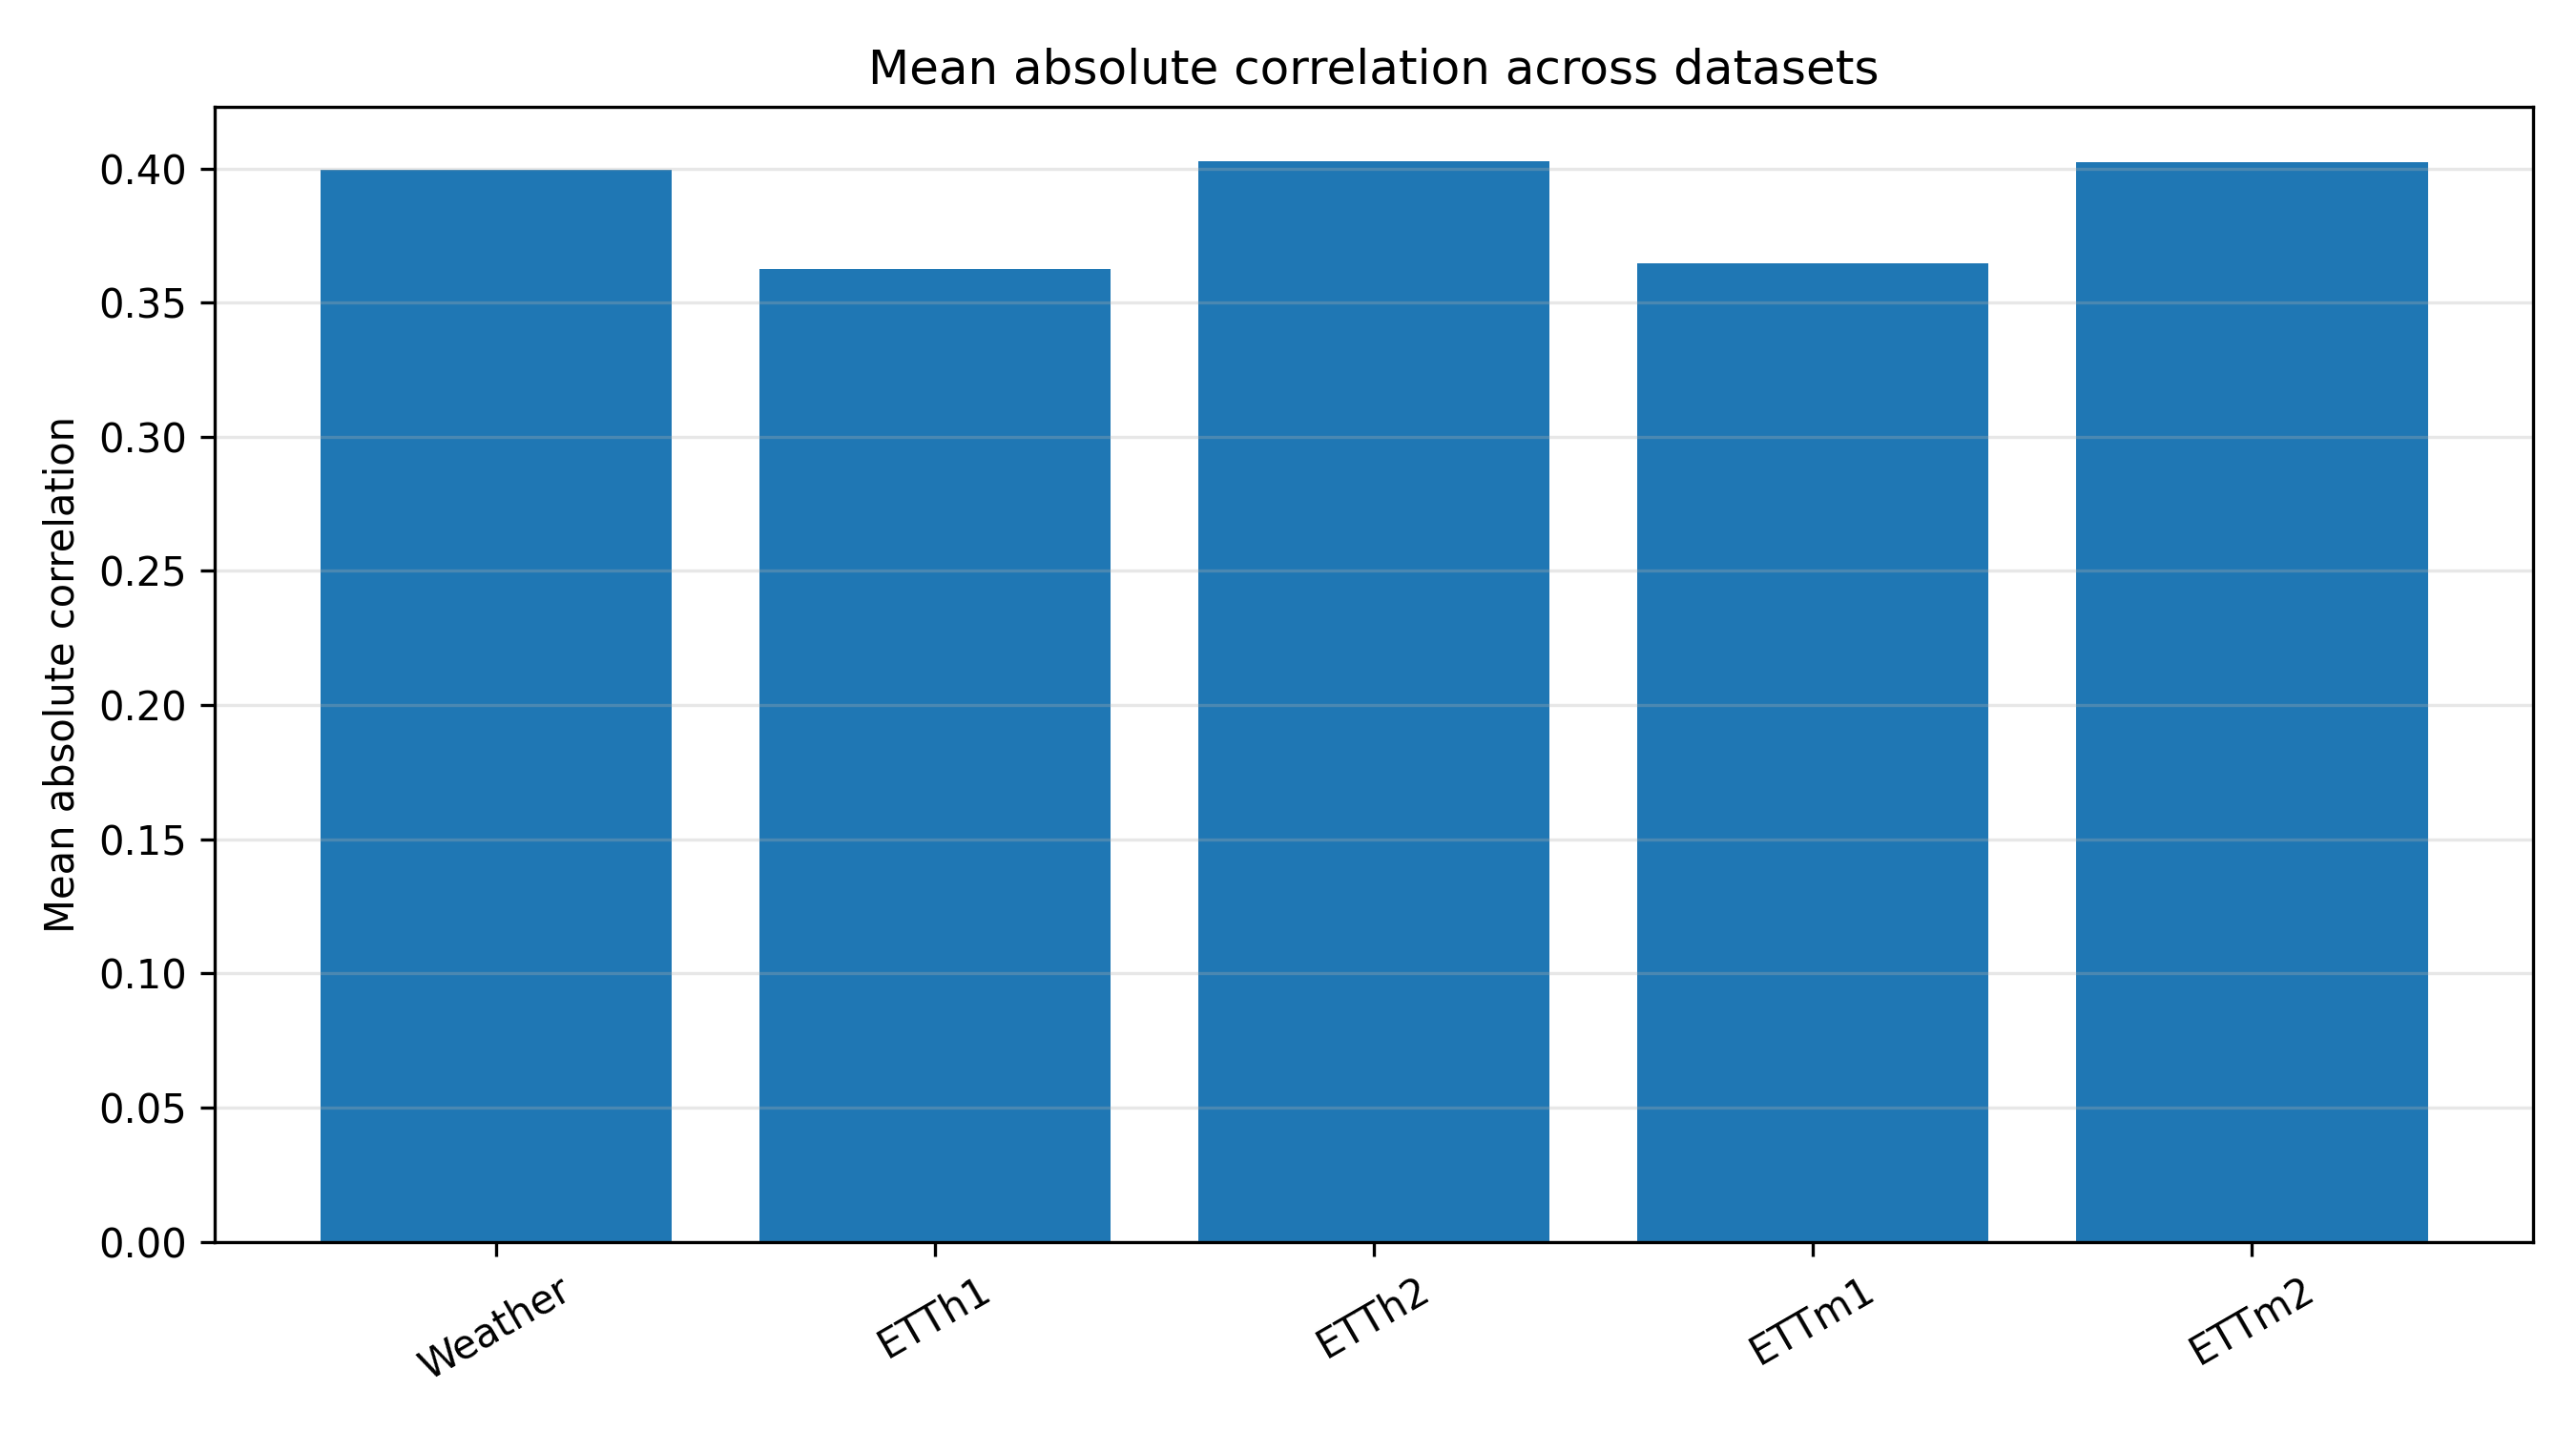 Mean absolute correlation across datasets
Mean absolute correlation
0.40
0.35
0.30
0.25
0.20
0.15
0.10
0.05
0.00
Weather
ETTh1
ETTh2
ETTm1
ETTm2